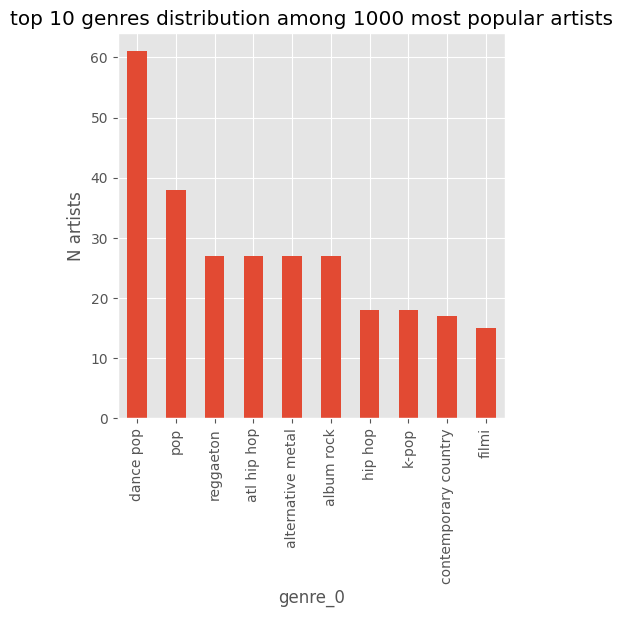 top 10 genres distribution among 1000 most popular artists
60
50
40
30
20
10
0
N artists
dance pop
pop
reggaeton
atl hip hop
alternative metal
album rock
hip hop
k-pop
contemporary country
filmi
genre_0